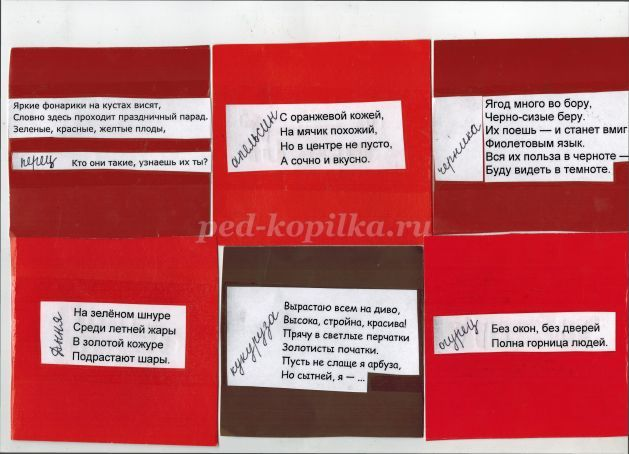 Яркие фонарики на кустах висят,
Словно здесь проходит праздничный парад.
Зеленые, красные, желтые плоды,
перец
Кто они такие, узнаешь их ты?
апельсин
С оранжевой кожей,
На мячик похожий,
Но в центре не пусто,
А сочно и вкусно.
черника
Ягод много во бору,
Черно-сизые беру.
Их поешь — и станет вмиг
Фиолетовым язык.
Вся их польза в черноте —
Буду видеть в темноте.
ped-kopilka.ru
дыня
На зелёном шнуре
Среди летней жары
В золотой кожуре
Подрастают шары.
кукуруза
Вырастаю всем на диво,
Высока, стройна, красива!
Прячу в светлые перчатки
Золотисты початки.
Пусть не слаще я арбуза,
Но сытней, я — ...
огурец
Без окон, без дверей
Полна горница людей.